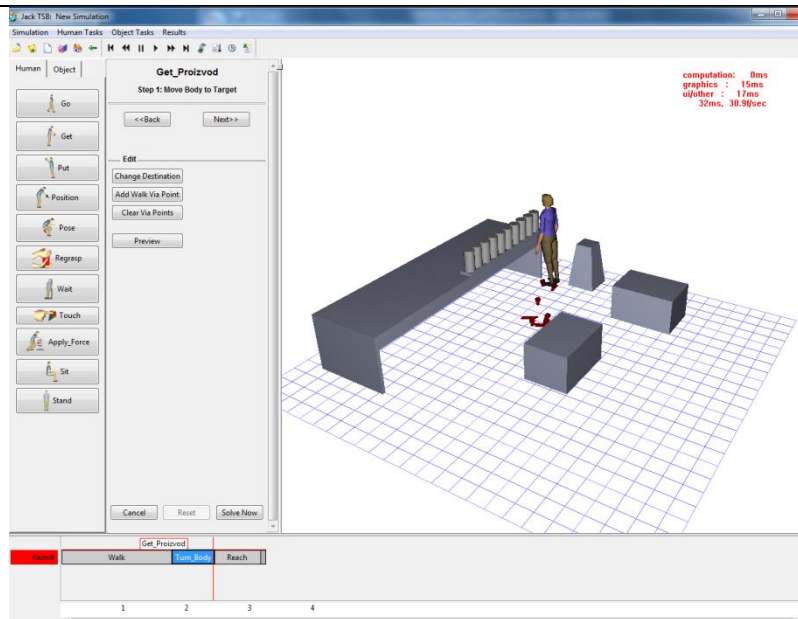 Jack TSB: New Simulation
Simulation Human Tasks Object Tasks Results
Human Object
Go
Get
Put
Position
Pose
Regrasp
Wait
Touch
Apply_Force
Sit
Stand
Get_Proizvod
Step 1: Move Body to Target
<<Back Next>>
Edit
Change Destination
Add Walk Via Point
Clear Via Points
Preview
Cancel Reset Solve Now
computation: 0ms
graphics : 15ms
ui/other : 17ms
32ms, 30.9f/sec
Get_Proizvod
Walk Turn_Body Reach
1 2 3 4